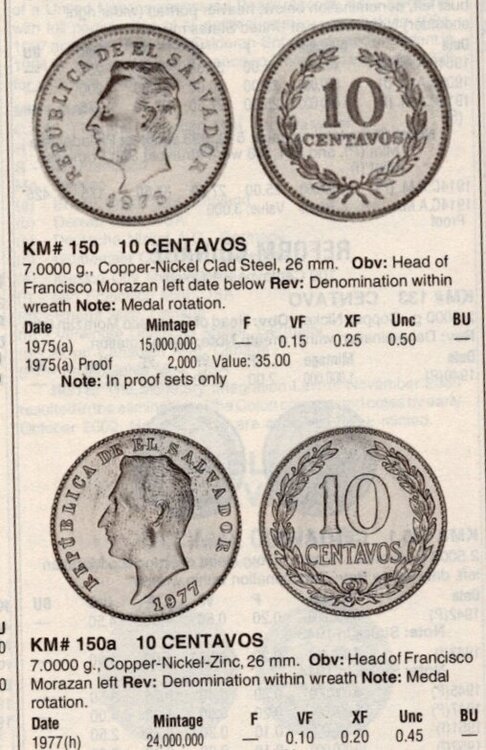 REPUBLICA DE EL SALVADOR
1975
10
CENTAVOS
KM# 150 10 CENTAVOS
7.0000 g., Copper-Nickel Clad Steel, 26 mm. Obv: Head of
Francisco Morazan left date below Rev: Denomination within
wreath Note: Medal rotation.
Date Mintage F VF XF Unc BU
1975(a) 15,000,000 — 0.15 0.25 0.50 —
1975(a) Proof 2,000 Value: 35.00
Note: In proof sets only
REPÚBLICA DE EL SALVADOR
1977
10
CENTAVOS
KM# 150a 10 CENTAVOS
7.0000 g., Copper-Nickel-Zinc, 26 mm. Obv: Head of Francisco
Morazan left Rev: Denomination within wreath Note: Medal
rotation.
Date Mintage F VF XF Unc BU
1977(h) 24,000,000 — 0.10 0.20 0.45 —